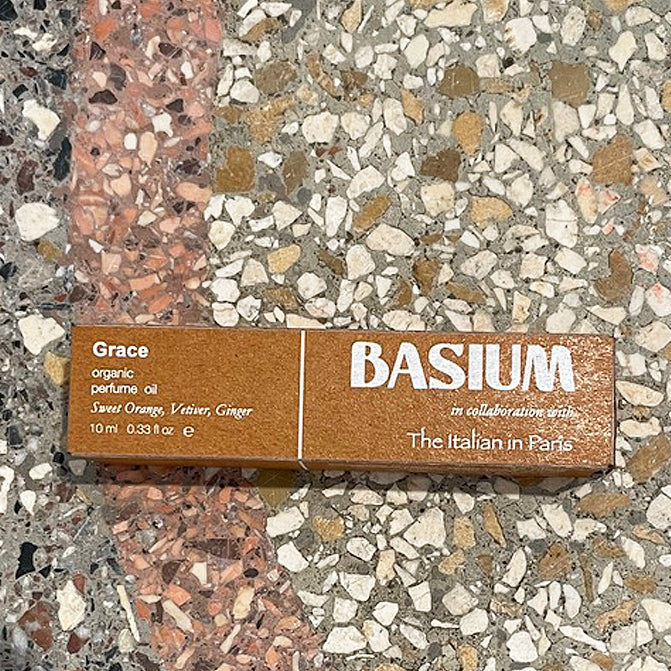 Grace
organic
perfume oil
Sweet Orange, Vetiver, Ginger
10 ml 0.33 fl oz ℮
BASIUM
in collaboration with
The Italian in Paris